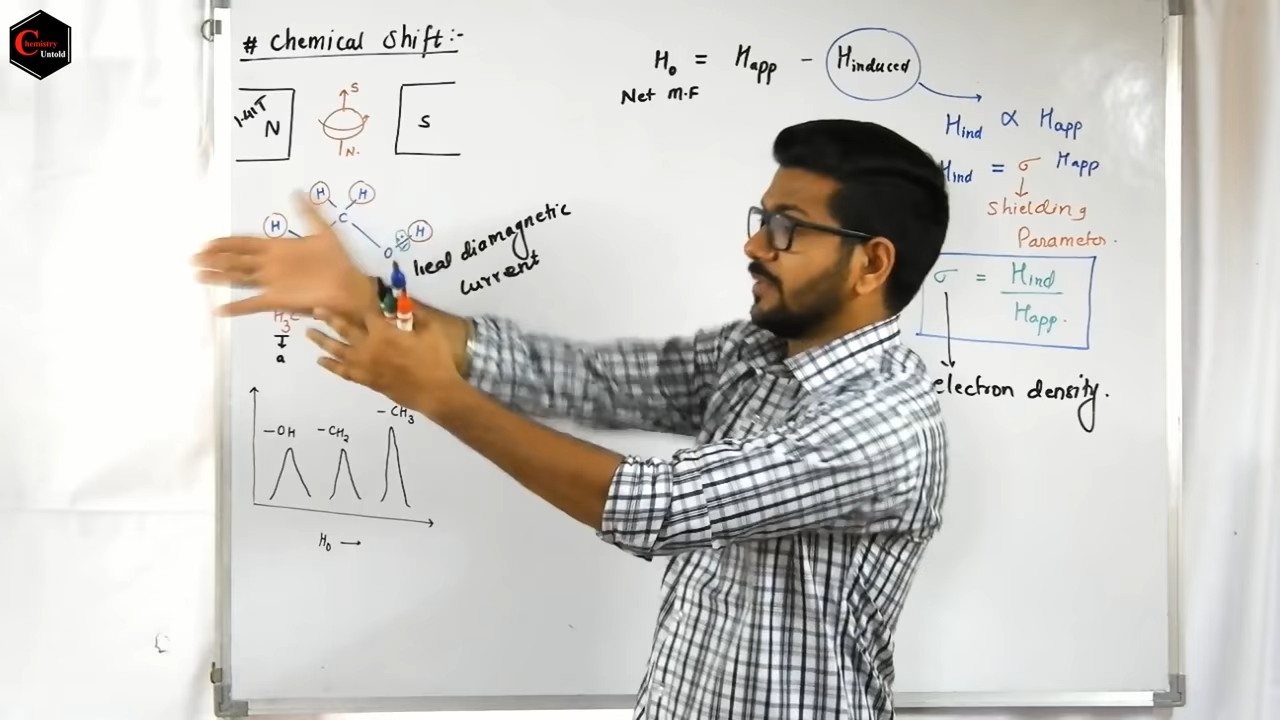 Chemistry
Untold
# Chemical Shift:-
1.41T
N
S
N
S
H
H
H
C
O
H
lical diamagnetic
current
H3C
a
-OH
-CH2
-CH3
H0 →
H0 = Happ - Hinduced
Net M.F
Hind ∝ Happ
Hind = σ Happ
Shielding
Parameter.
σ = Hind / Happ.
electron density.